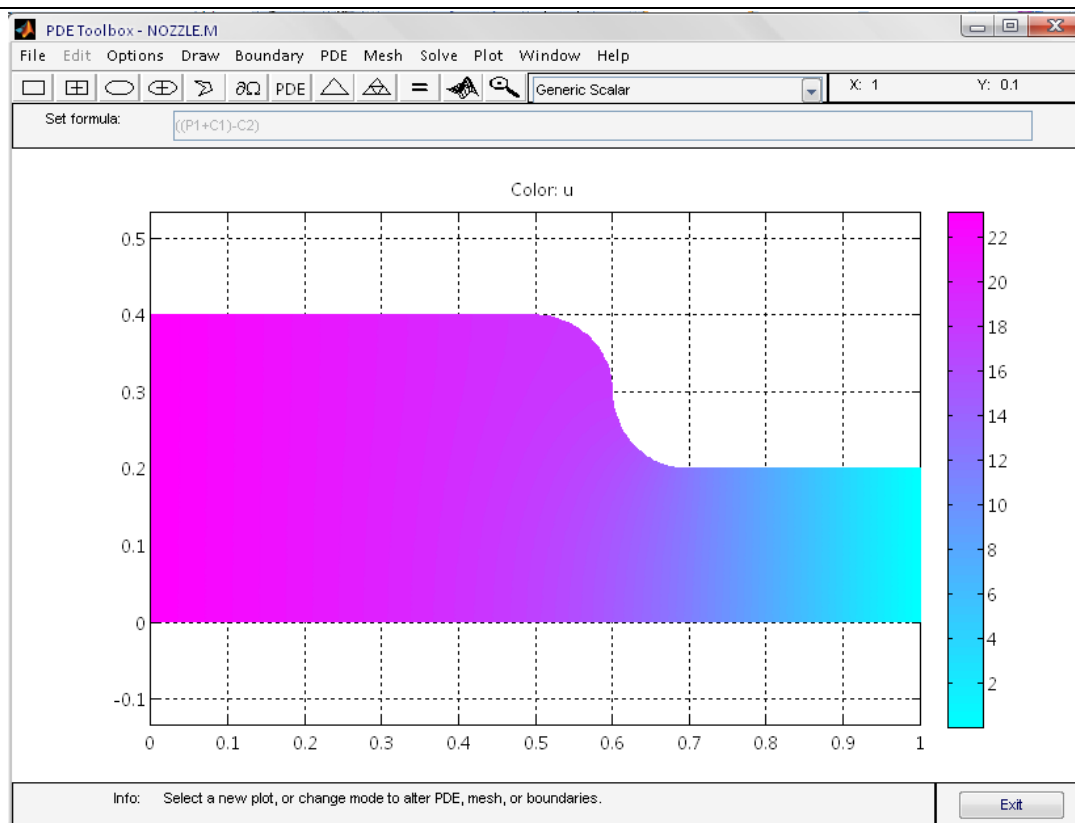 PDE Toolbox - NOZZLE.M
File Edit Options Draw Boundary PDE Mesh Solve Plot Window Help
∂Ω PDE = Generic Scalar X: 1 Y: 0.1
Set formula: ((P1+C1)-C2)
Color: u
0.5
0.4
0.3
0.2
0.1
0
-0.1
0 0.1 0.2 0.3 0.4 0.5 0.6 0.7 0.8 0.9 1
22
20
18
16
14
12
10
8
6
4
2
Info: Select a new plot, or change mode to alter PDE, mesh, or boundaries.
Exit